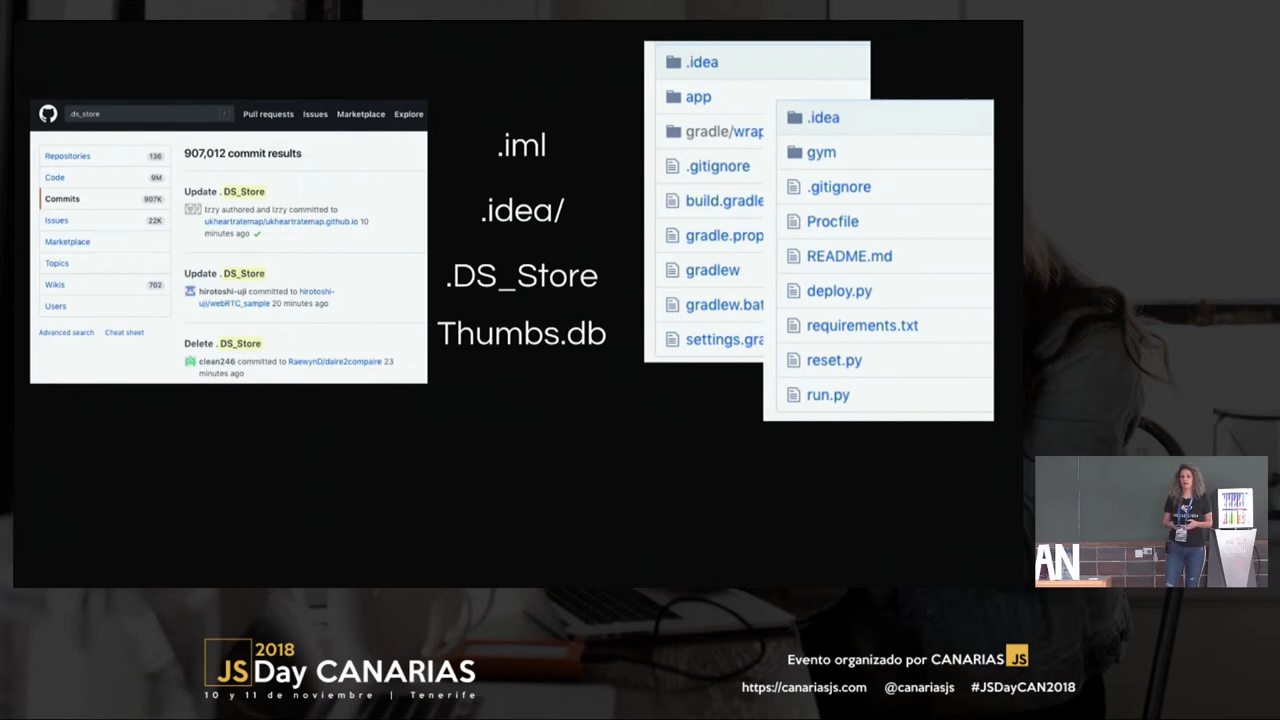 .ds_store
/
Pull requests Issues Marketplace Explore
Repositories 136
Code 9M
Commits 907K
Issues 22K
Marketplace
Topics
Wikis 702
Users
Advanced search Cheat sheet
907,012 commit results
Update . DS_Store
Izzy authored and Izzy committed to
ukheartratemap/ukheartratemap.github.io 10
minutes ago
Update . DS_Store
hirotoshi-uji committed to hirotoshi-
uji/webRTC_sample 20 minutes ago
Delete . DS_Store
clean246 committed to RaewynD/daire2compaire 23
minutes ago
.iml
.idea/
.DS_Store
Thumbs.db
.idea
app
gradle/wrap
.gitignore
build.gradle
gradle.prop
gradlew
gradlew.bat
settings.gra
.idea
gym
.gitignore
Procfile
README.md
deploy.py
requirements.txt
reset.py
run.py
AN
2018
JSDay CANARIAS
10 y 11 de noviembre | Tenerife
Evento organizado por CANARIAS JS
https://canariasjs.com @canariasjs #JSDayCAN2018